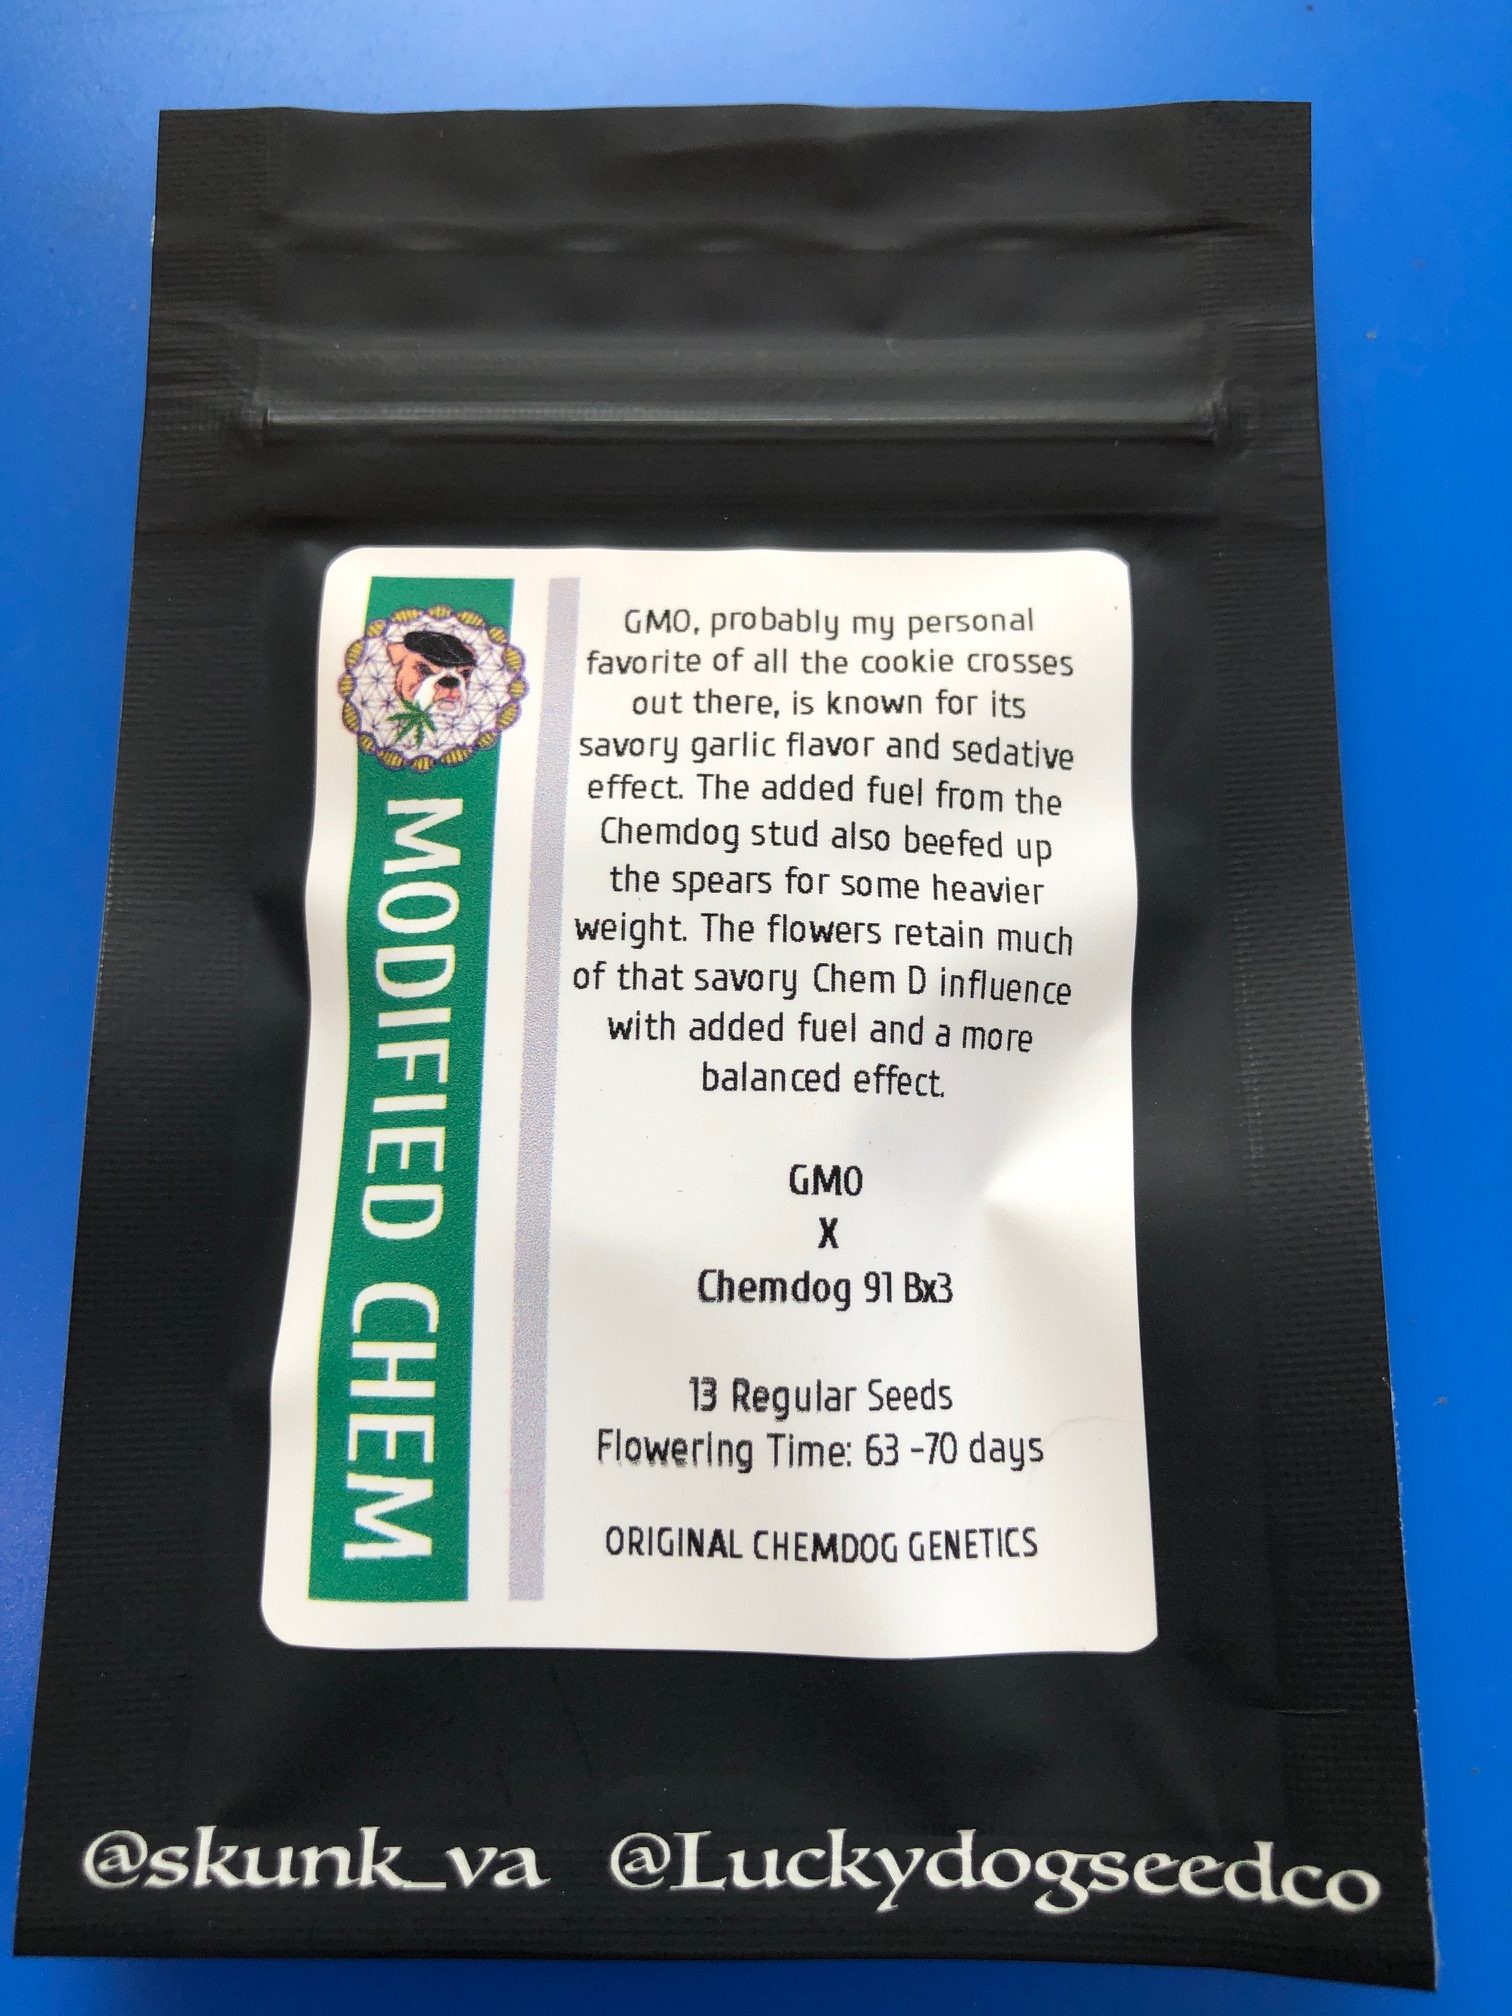 MODIFIED CHEM
GMO, probably my personal
favorite of all the cookie crosses
out there, is known for its
savory garlic flavor and sedative
effect. The added fuel from the
Chemdog stud also beefed up
the spears for some heavier
weight. The flowers retain much
of that savory Chem D influence
with added fuel and a more
balanced effect.
GMO
X
Chemdog 91 Bx3
13 Regular Seeds
Flowering Time: 63 -70 days
ORIGINAL CHEMDOG GENETICS
@skunk_va @Luckydogseedco